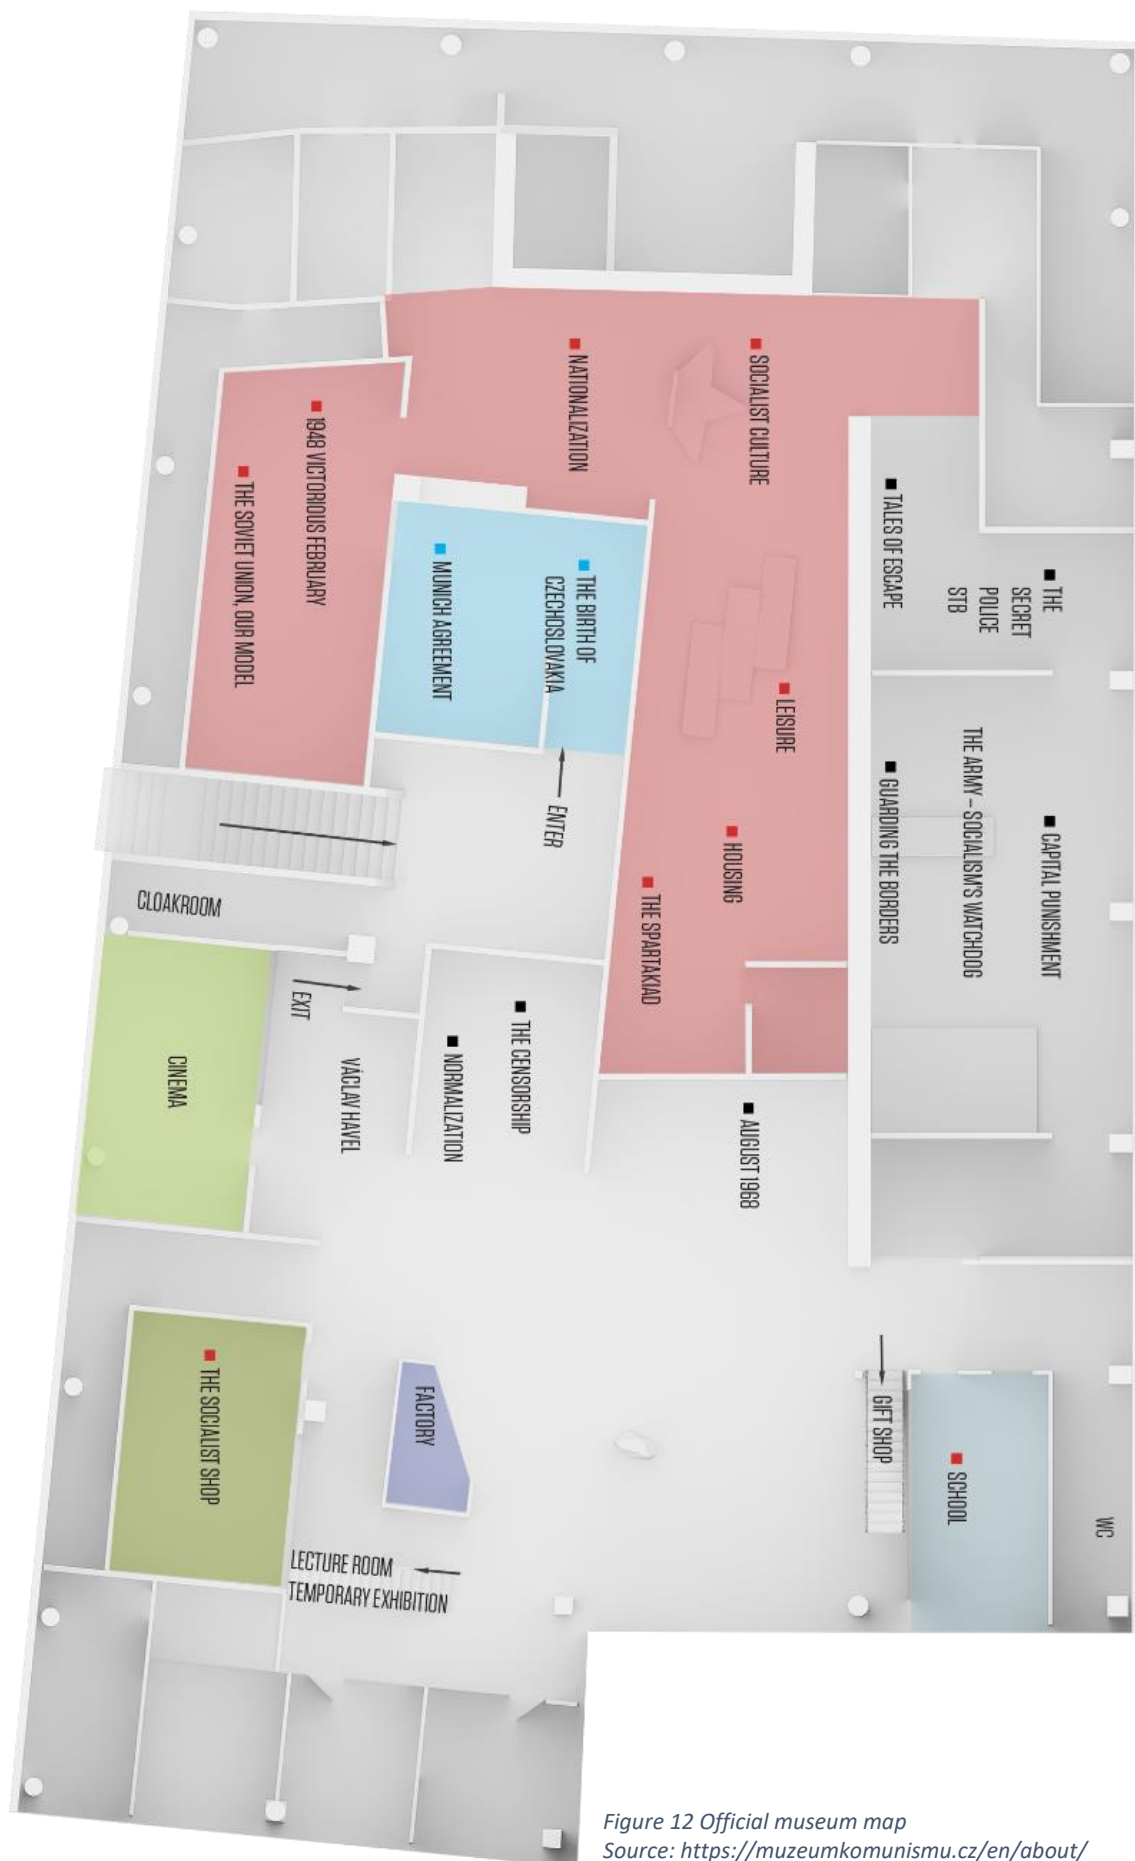 NATIONALIZATION
SOCIALIST CULTURE
1948 VICTORIOUS FEBRUARY
THE SOVIET UNION, OUR MODEL
MUNICH AGREEMENT
THE BIRTH OF
CZECHOSLOVAKIA
TALES OF ESCAPE
THE
SECRET
POLICE
STB
LEISURE
ENTER
HOUSING
THE SPARTAKIAD
GUARDING THE BORDERS
THE ARMY – SOCIALISM'S WATCHDOG
CAPITAL PUNISHMENT
CLOAKROOM
EXIT
CINEMA
VÁCLAV HAVEL
NORMALIZATION
THE CENSORSHIP
AUGUST 1968
THE SOCIALIST SHOP
FACTORY
GIFT SHOP
SCHOOL
WC
LECTURE ROOM
TEMPORARY EXHIBITION
Figure 12 Official museum map
Source: https://muzeumkomunismu.cz/en/about/